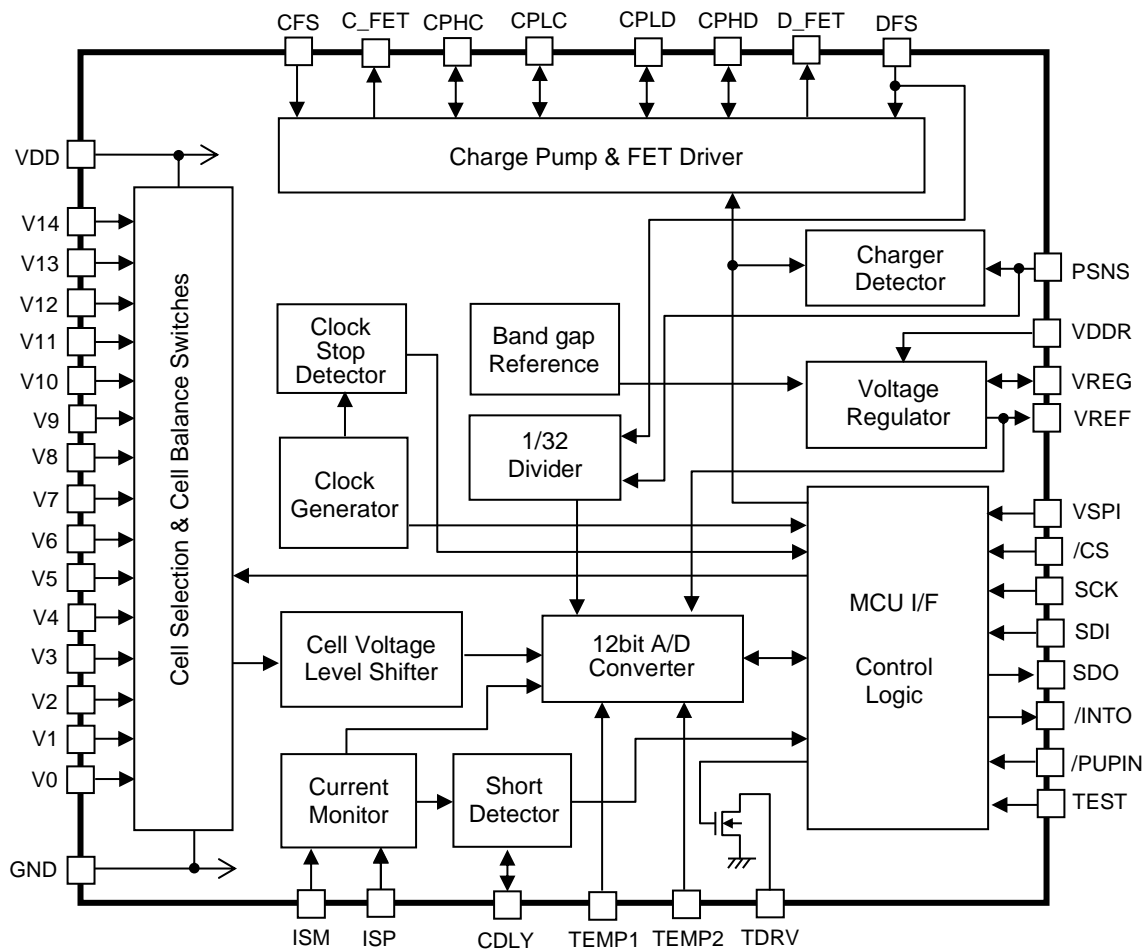 CFS
C_FET
CPHC
CPLC
CPLD
CPHD
D_FET
DFS
Charge Pump & FET Driver
VDD
V14
V13
V12
V11
V10
V9
V8
V7
V6
V5
V4
V3
V2
V1
V0
GND
Cell Selection & Cell Balance Switches
Charger
Detector
Clock
Stop
Detector
Band gap
Reference
Voltage
Regulator
1/32
Divider
Clock
Generator
MCU I/F
Control
Logic
Cell Voltage
Level Shifter
12bit A/D
Converter
Current
Monitor
Short
Detector
PSNS
VDDR
VREG
VREF
VSPI
/CS
SCK
SDI
SDO
/INTO
/PUPIN
TEST
ISM
ISP
CDLY
TEMP1
TEMP2
TDRV